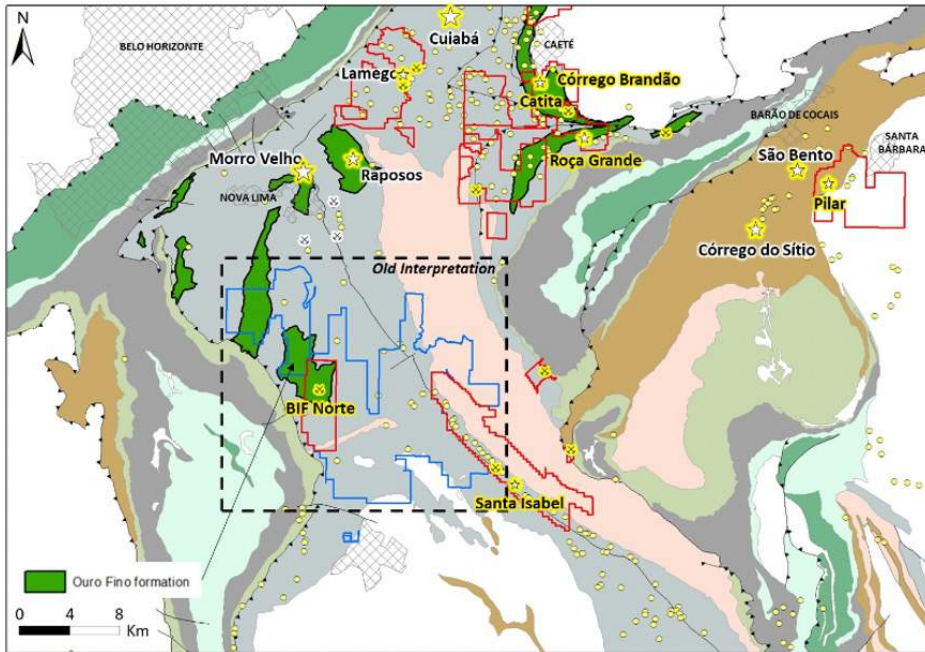 N
BELO HORIZONTE
Cuiabá
CAETÉ
Lamego
Córrego Brandão
Catita
BARÃO DE COCAIS
SANTA
BÁRBARA
Roça Grande
Morro Velho
Raposos
São Bento
Pilar
NOVA LIMA
Córrego do Sítio
Old Interpretation
BIF Norte
Santa Isabel
Ouro Fino formation
0 4 8
Km